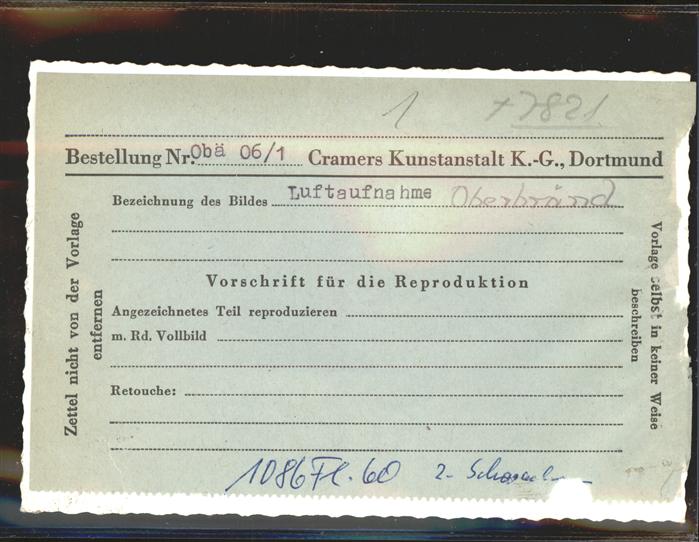 1 + 7821
Bestellung Nr. Obä 06/1 Cramers Kunstanstalt K.-G., Dortmund
Bezeichnung des Bildes Luftaufnahme Oberbränd
Vorschrift für die Reproduktion
Angezeichnetes Teil reproduzieren
m. Rd. Vollbild
Retouche:
1086 Fl. 60 2-
Zettel nicht von der Vorlage
entfernen
Vorlage selbst in keiner Weise
beschreiben